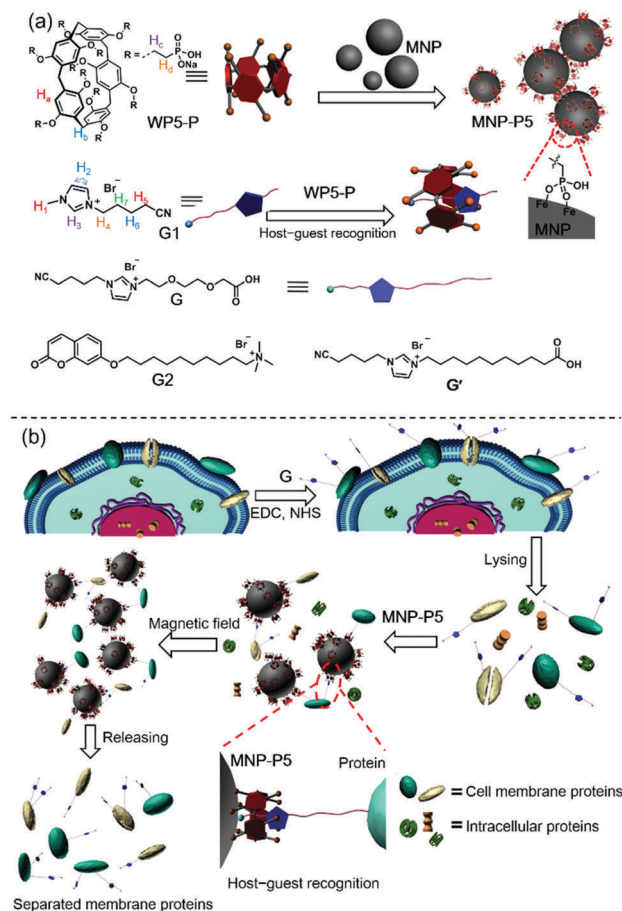 (a)
R R R R
O O O O
R =
Hc
O
P OH
ONa
Hd
Ha
Hb
WP5-P
MNP
MNP-P5
H2
Br−
H7
H5
H1
N
N
+
CN
H3
H4
H6
G1
WP5-P
Host−guest recognition
O P OH
O O
Fe Fe
MNP
NC
Br−
N N
+
O O
O
OH
G
O O O
Br−
N
+
G2
Br−
NC
N N
+
O
OH
G′
(b)
G
EDC, NHS
Lysing
MNP-P5
Magnetic field
Releasing
MNP-P5
Protein
Host−guest recognition
= Cell membrane proteins
= Intracellular proteins
Separated membrane proteins